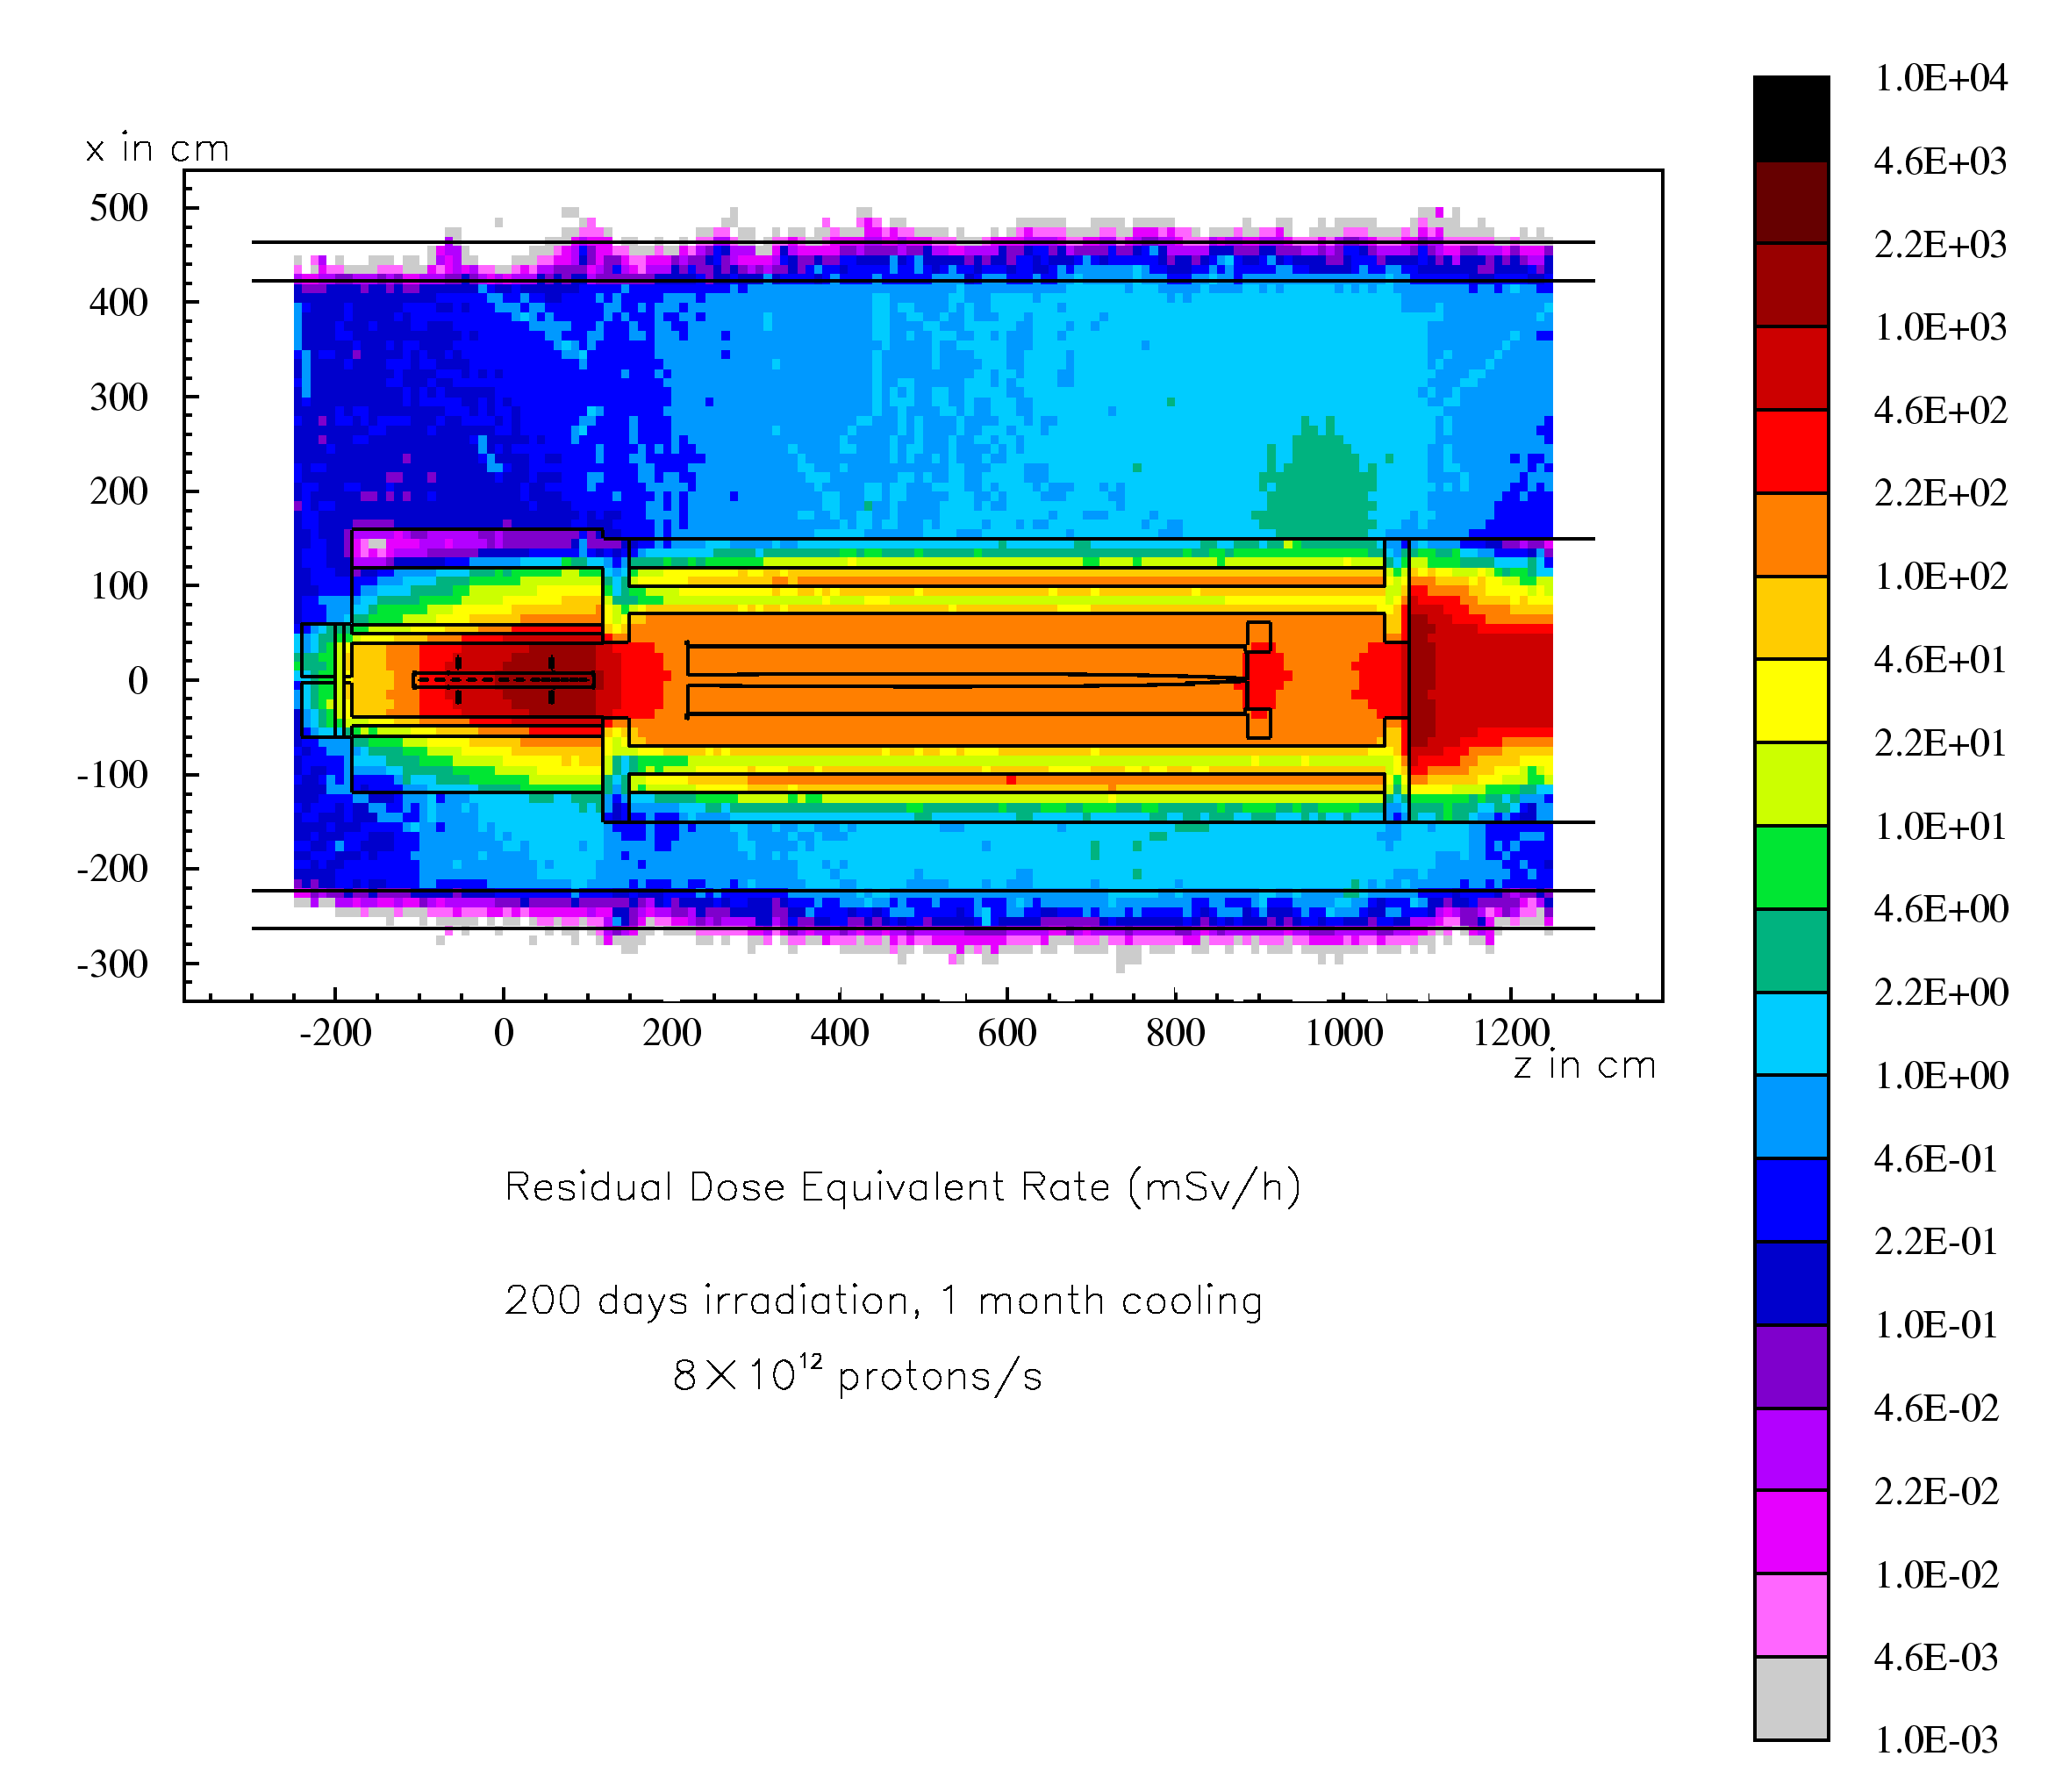 x in cm
500
400
300
200
100
0
-100
-200
-300
-200 0 200 400 600 800 1000 1200
z in cm
Residual Dose Equivalent Rate (mSv/h)
200 days irradiation, 1 month cooling
8×10¹² protons/s
1.0E+04
4.6E+03
2.2E+03
1.0E+03
4.6E+02
2.2E+02
1.0E+02
4.6E+01
2.2E+01
1.0E+01
4.6E+00
2.2E+00
1.0E+00
4.6E-01
2.2E-01
1.0E-01
4.6E-02
2.2E-02
1.0E-02
4.6E-03
1.0E-03